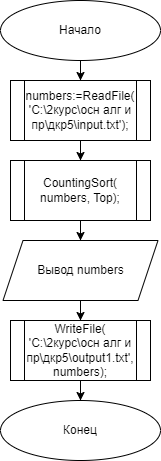 Начало
numbers:=ReadFile(
'C:\2курс\осн алг и
пр\дкр5\input.txt');
CountingSort(
numbers, Top);
Вывод numbers
WriteFile(
'C:\2курс\осн алг и
пр\дкр5\output1.txt',
numbers);
Конец